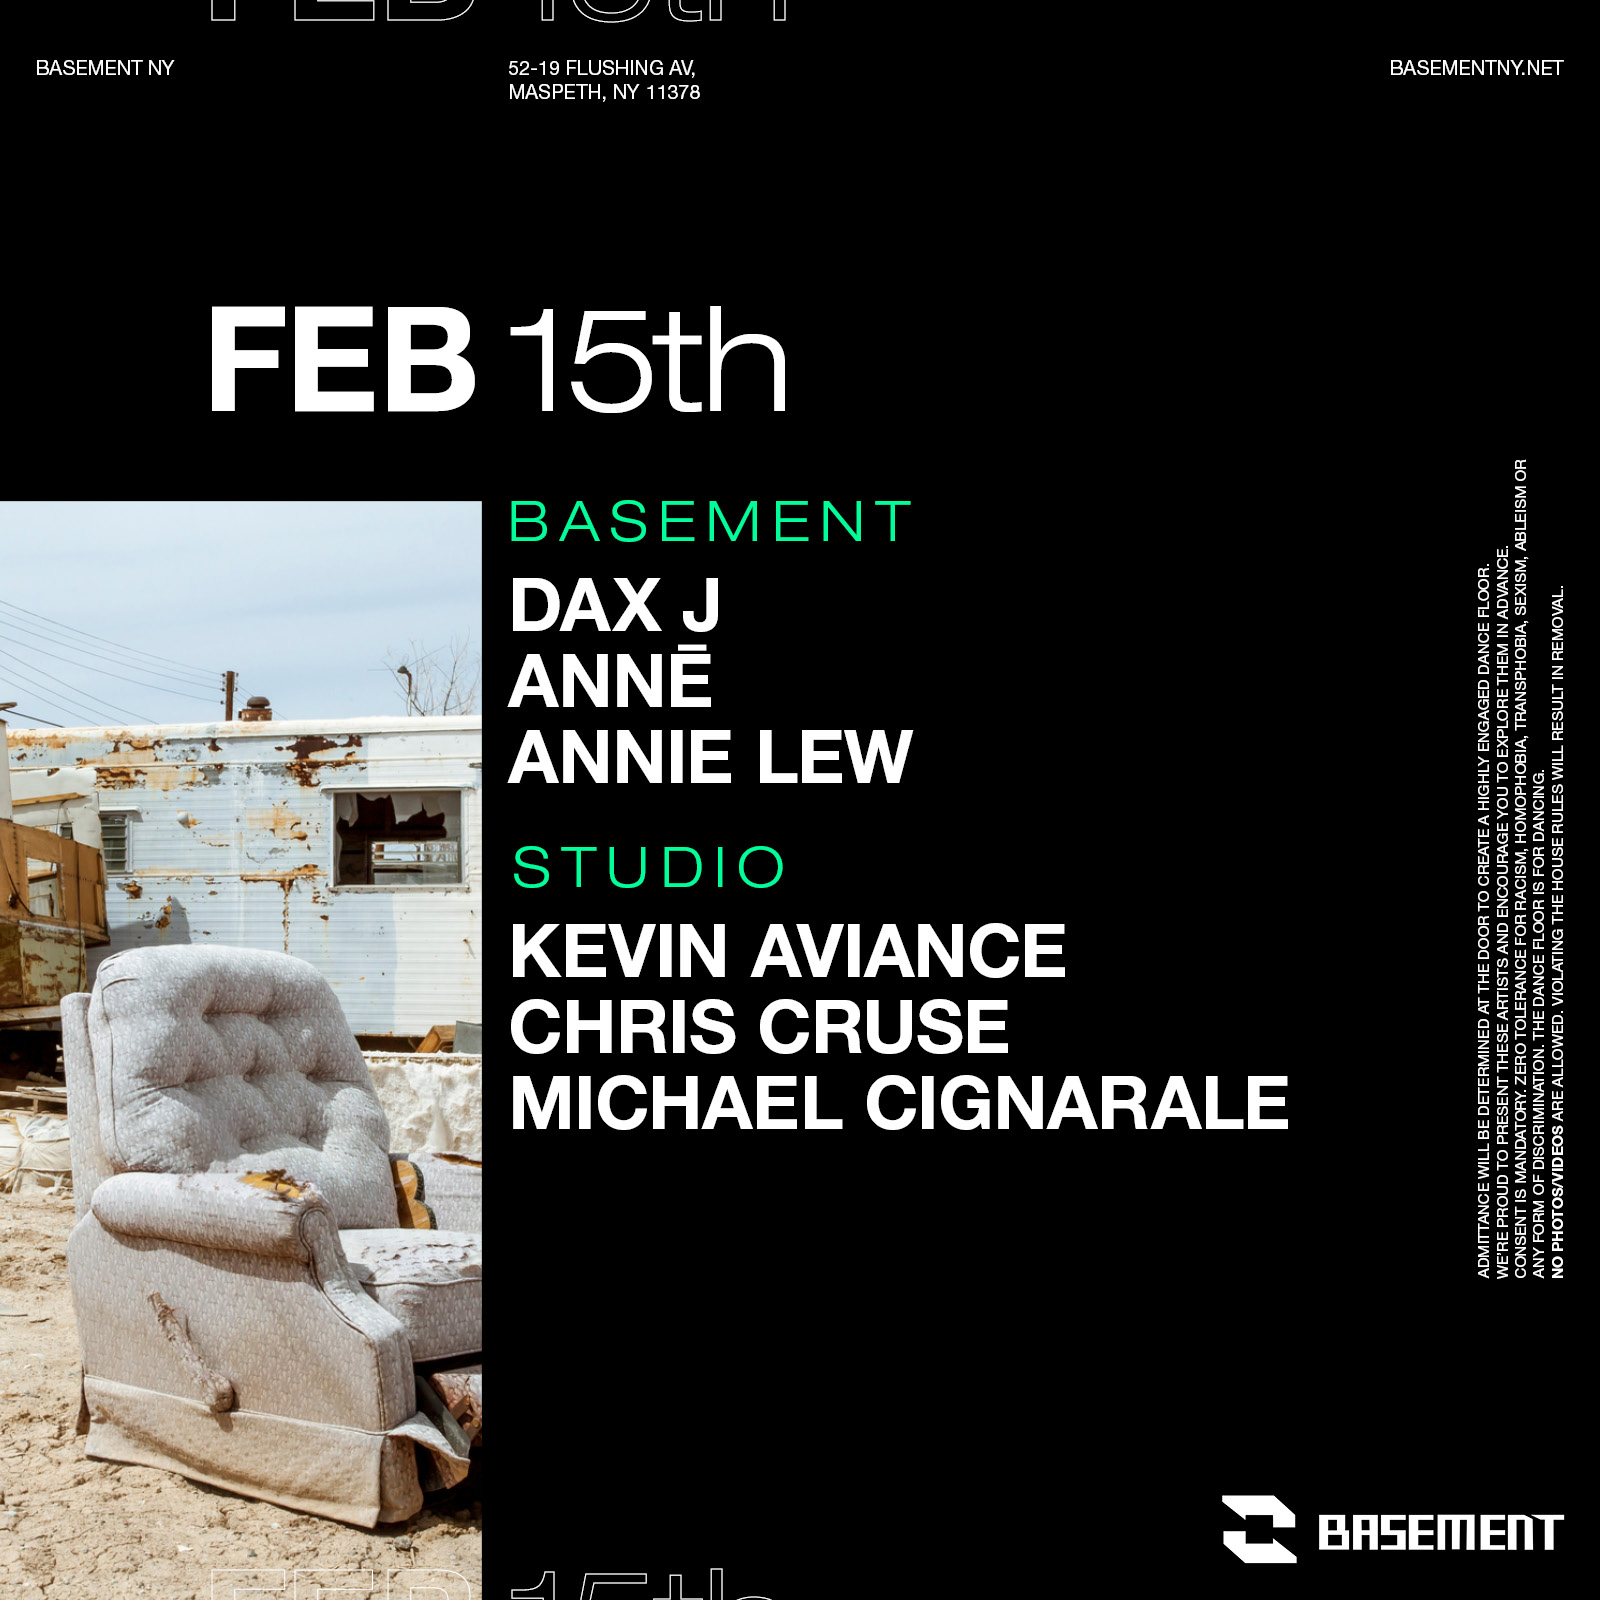 FEB 15th
BASEMENT NY
52-19 FLUSHING AV,
MASPETH, NY 11378
BASEMENTNY.NET
FEB 15th
BASEMENT
DAX J
ANNĒ
ANNIE LEW
STUDIO
KEVIN AVIANCE
CHRIS CRUSE
MICHAEL CIGNARALE
ADMITTANCE WILL BE DETERMINED AT THE DOOR TO CREATE A HIGHLY ENGAGED DANCE FLOOR.
WE'RE PROUD TO PRESENT THESE ARTISTS AND ENCOURAGE YOU TO EXPLORE THEM IN ADVANCE.
CONSENT IS MANDATORY. ZERO TOLERANCE FOR RACISM, HOMOPHOBIA, TRANSPHOBIA, SEXISM, ABLEISM OR
ANY FORM OF DISCRIMINATION. THE DANCE FLOOR IS FOR DANCING.
NO PHOTOS/VIDEOS ARE ALLOWED. VIOLATING THE HOUSE RULES WILL RESULT IN REMOVAL.
BASEMENT
FEB 15th